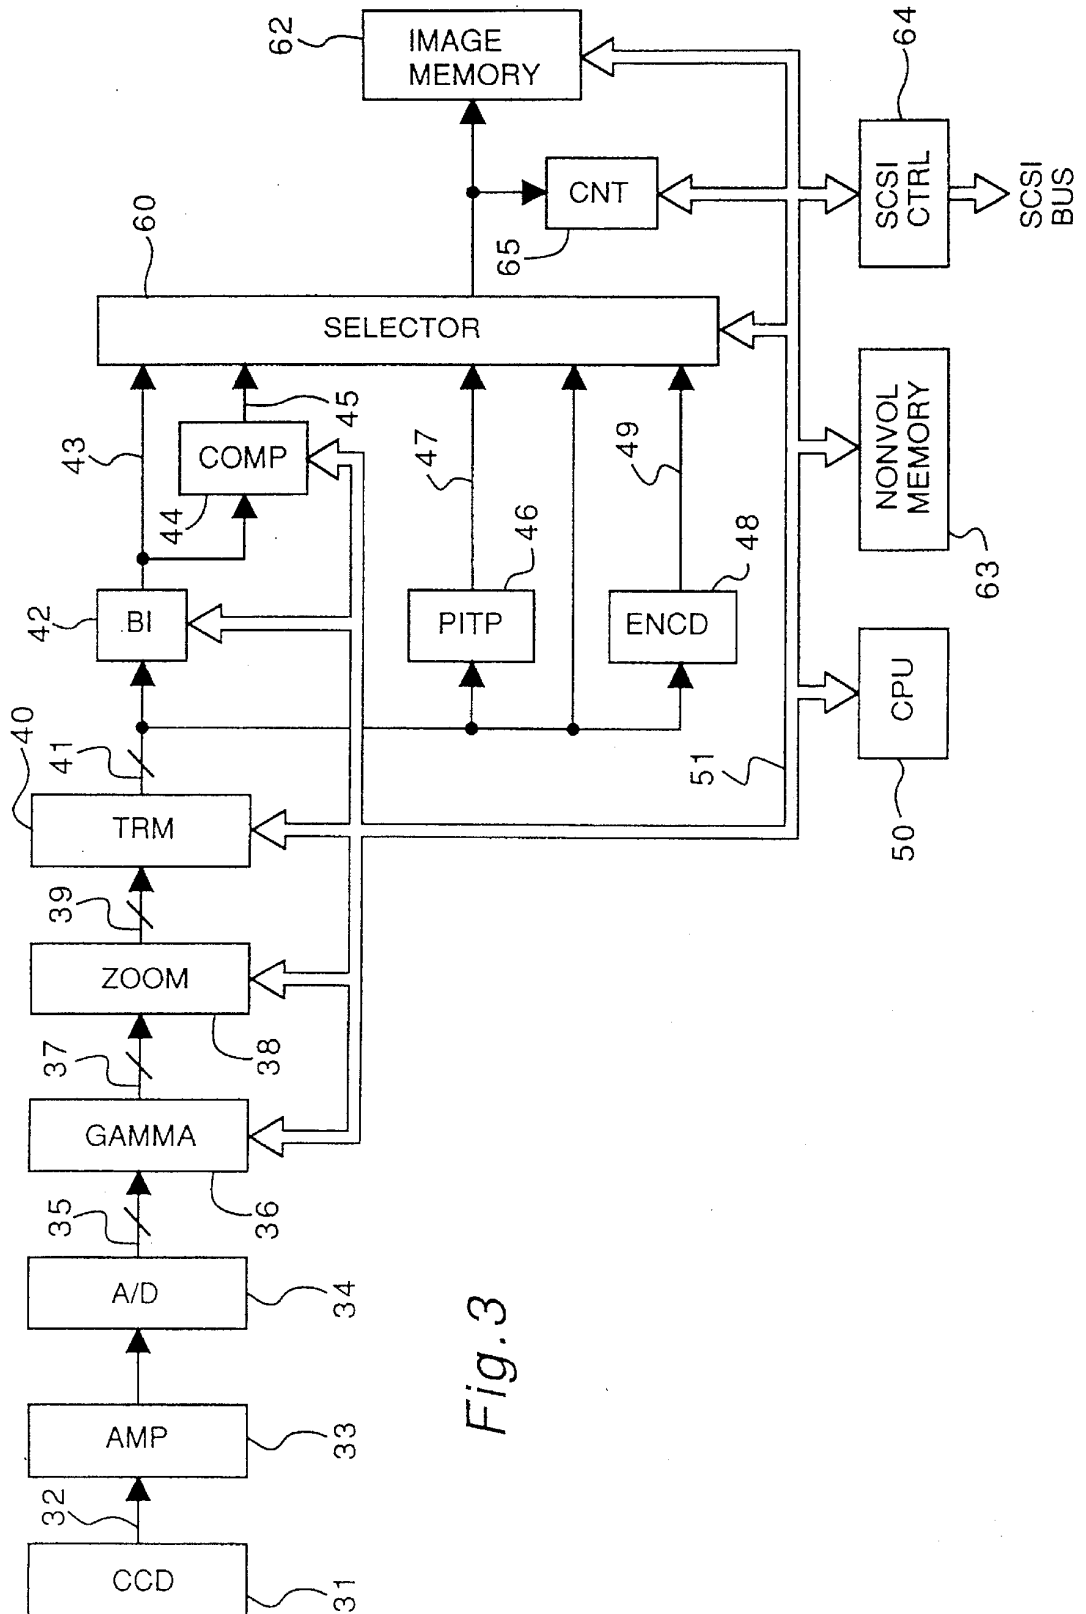 62
IMAGE
MEMORY
64
SCSI
CTRL
SCSI
BUS
CNT
65
60
SELECTOR
43
45
COMP
44
47
49
42
BI
PITP
46
ENCD
48
NONVOL
MEMORY
63
40
41
TRM
51
CPU
50
39
ZOOM
38
37
GAMMA
36
35
A/D
34
AMP
33
32
CCD
31
Fig.3